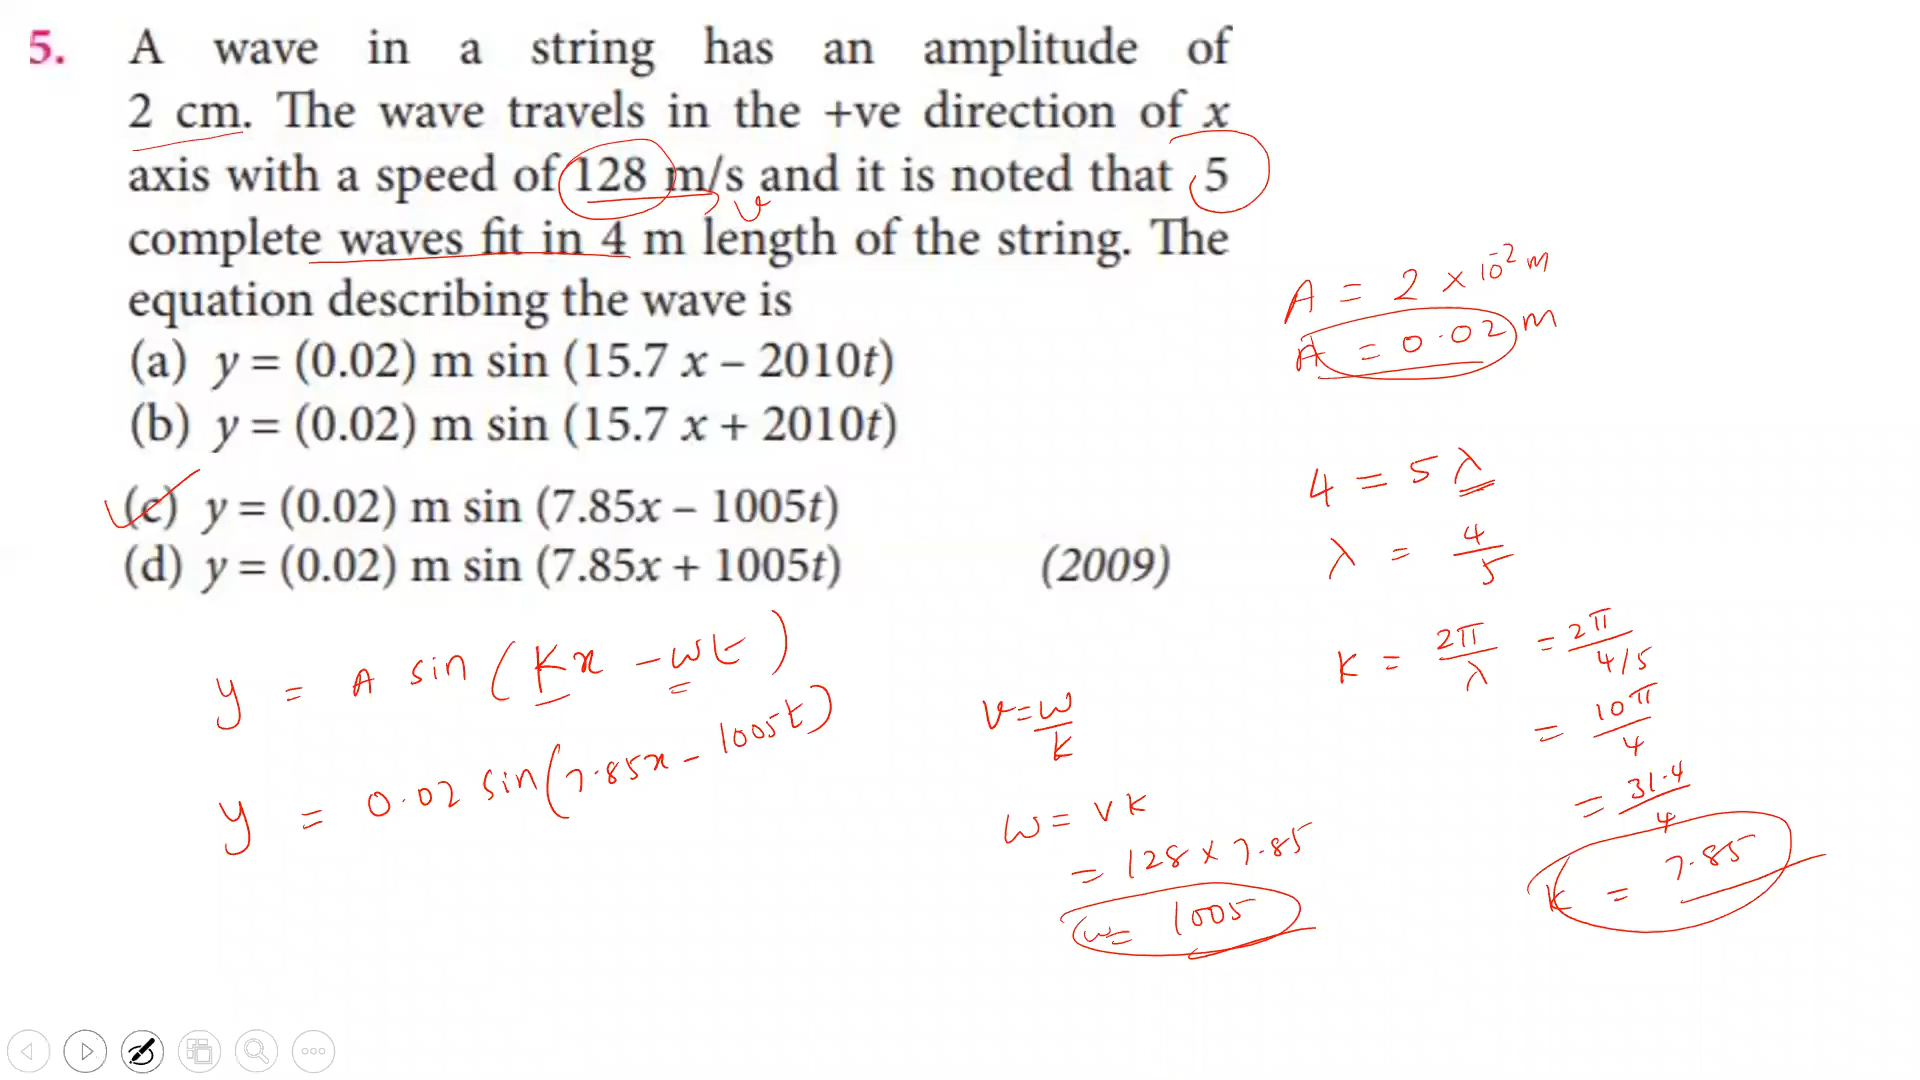 5. A wave in a string has an amplitude of
2 cm. The wave travels in the +ve direction of x
axis with a speed of 128 m/s and it is noted that 5
complete waves fit in 4 m length of the string. The
equation describing the wave is
(a) y = (0.02) m sin (15.7 x – 2010t)
(b) y = (0.02) m sin (15.7 x + 2010t)
(c) y = (0.02) m sin (7.85x – 1005t)
(d) y = (0.02) m sin (7.85x + 1005t) (2009)
v
A = 2 × 10⁻² m
A = 0.02 m
4 = 5 λ
λ = 4/5
K = 2π/λ = 2π/4/5
= 10π/4
= 31.4/4
K = 7.85
y = A sin (Kx – ωt)
y = 0.02 sin (7.85x – 1005t)
v = ω/k
ω = v k
= 128 × 7.85
ω = 1005